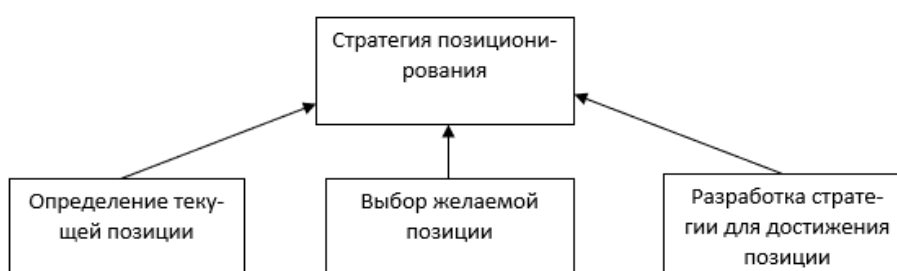 Стратегия позициони-
рования
Определение теку-
щей позиции
Выбор желаемой
позиции
Разработка страте-
гии для достижения
позиции